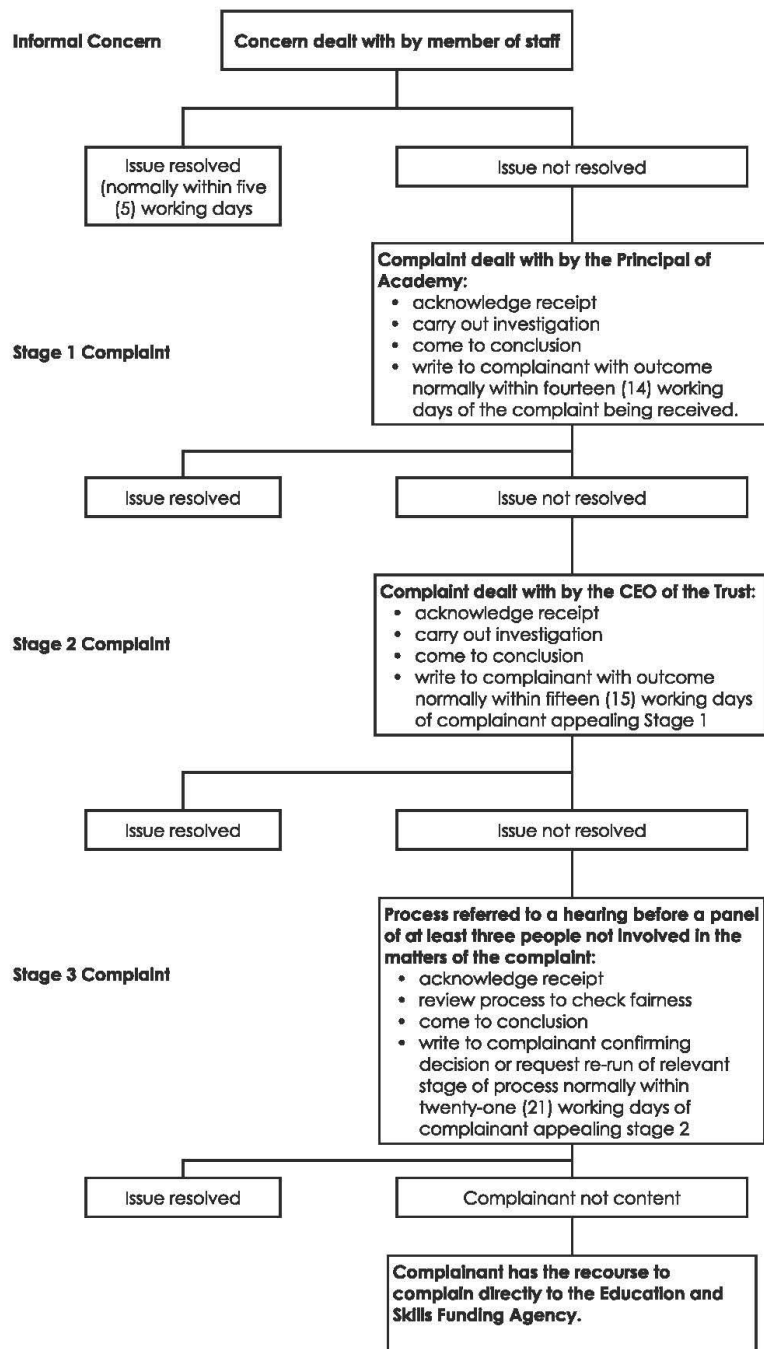 Informal Concern
Concern dealt with by member of staff
Issue resolved
(normally within five
(5) working days
Issue not resolved
Complaint dealt with by the Principal of
Academy:
• acknowledge receipt
• carry out investigation
• come to conclusion
• write to complainant with outcome
normally within fourteen (14) working
days of the complaint being received.
Stage 1 Complaint
Issue resolved
Issue not resolved
Complaint dealt with by the CEO of the Trust:
• acknowledge receipt
• carry out investigation
• come to conclusion
• write to complainant with outcome
normally within fifteen (15) working days
of complainant appealing Stage 1
Stage 2 Complaint
Issue resolved
Issue not resolved
Process referred to a hearing before a panel
of at least three people not involved in the
matters of the complaint:
• acknowledge receipt
• review process to check fairness
• come to conclusion
• write to complainant confirming
decision or request re-run of relevant
stage of process normally within
twenty-one (21) working days of
complainant appealing stage 2
Stage 3 Complaint
Issue resolved
Complainant not content
Complainant has the recourse to
complain directly to the Education and
Skills Funding Agency.